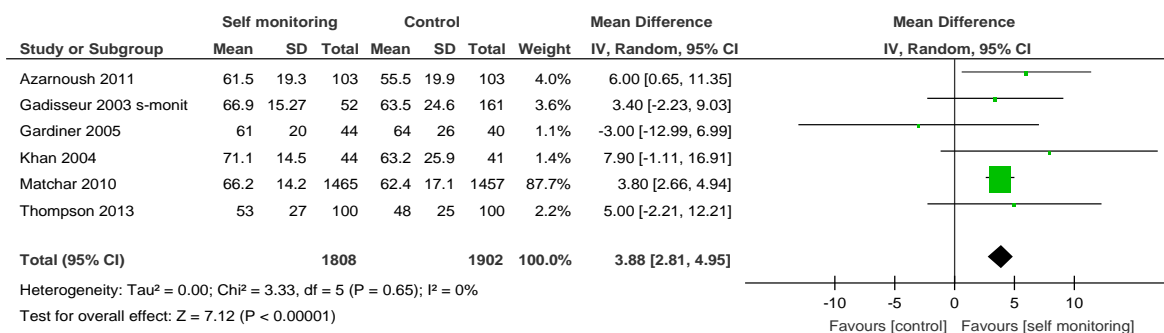 Self monitoring Control Mean Difference Mean Difference
Study or Subgroup Mean SD Total Mean SD Total Weight IV, Random, 95% CI IV, Random, 95% CI
Azarnoush 2011 61.5 19.3 103 55.5 19.9 103 4.0% 6.00 [0.65, 11.35]
Gadisseur 2003 s-monit 66.9 15.27 52 63.5 24.6 161 3.6% 3.40 [-2.23, 9.03]
Gardiner 2005 61 20 44 64 26 40 1.1% -3.00 [-12.99, 6.99]
Khan 2004 71.1 14.5 44 63.2 25.9 41 1.4% 7.90 [-1.11, 16.91]
Matchar 2010 66.2 14.2 1465 62.4 17.1 1457 87.7% 3.80 [2.66, 4.94]
Thompson 2013 53 27 100 48 25 100 2.2% 5.00 [-2.21, 12.21]
Total (95% CI) 1808 1902 100.0% 3.88 [2.81, 4.95]
Heterogeneity: Tau² = 0.00; Chi² = 3.33, df = 5 (P = 0.65); I² = 0%
Test for overall effect: Z = 7.12 (P < 0.00001)
-10 -5 0 5 10
Favours [control] Favours [self monitoring]